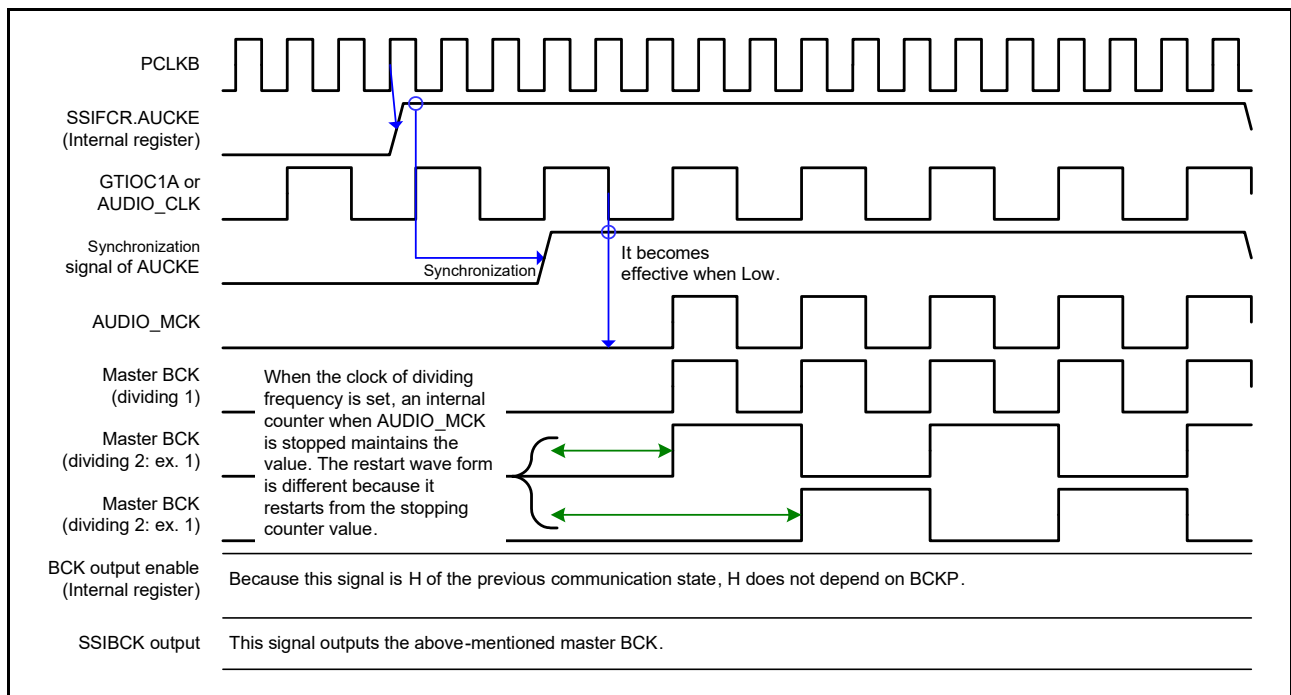 PCLKB
SSIFCR.AUCKE
(Internal register)
GTIOC1A or
AUDIO_CLK
Synchronization
signal of AUCKE
Synchronization
It becomes
effective when Low.
AUDIO_MCK
Master BCK
(dividing 1)
When the clock of dividing
frequency is set, an internal
counter when AUDIO_MCK
is stopped maintains the
value. The restart wave form
is different because it
restarts from the stopping
counter value.
Master BCK
(dividing 2: ex. 1)
Master BCK
(dividing 2: ex. 1)
BCK output enable
(Internal register)
Because this signal is H of the previous communication state, H does not depend on BCKP.
SSIBCK output
This signal outputs the above-mentioned master BCK.